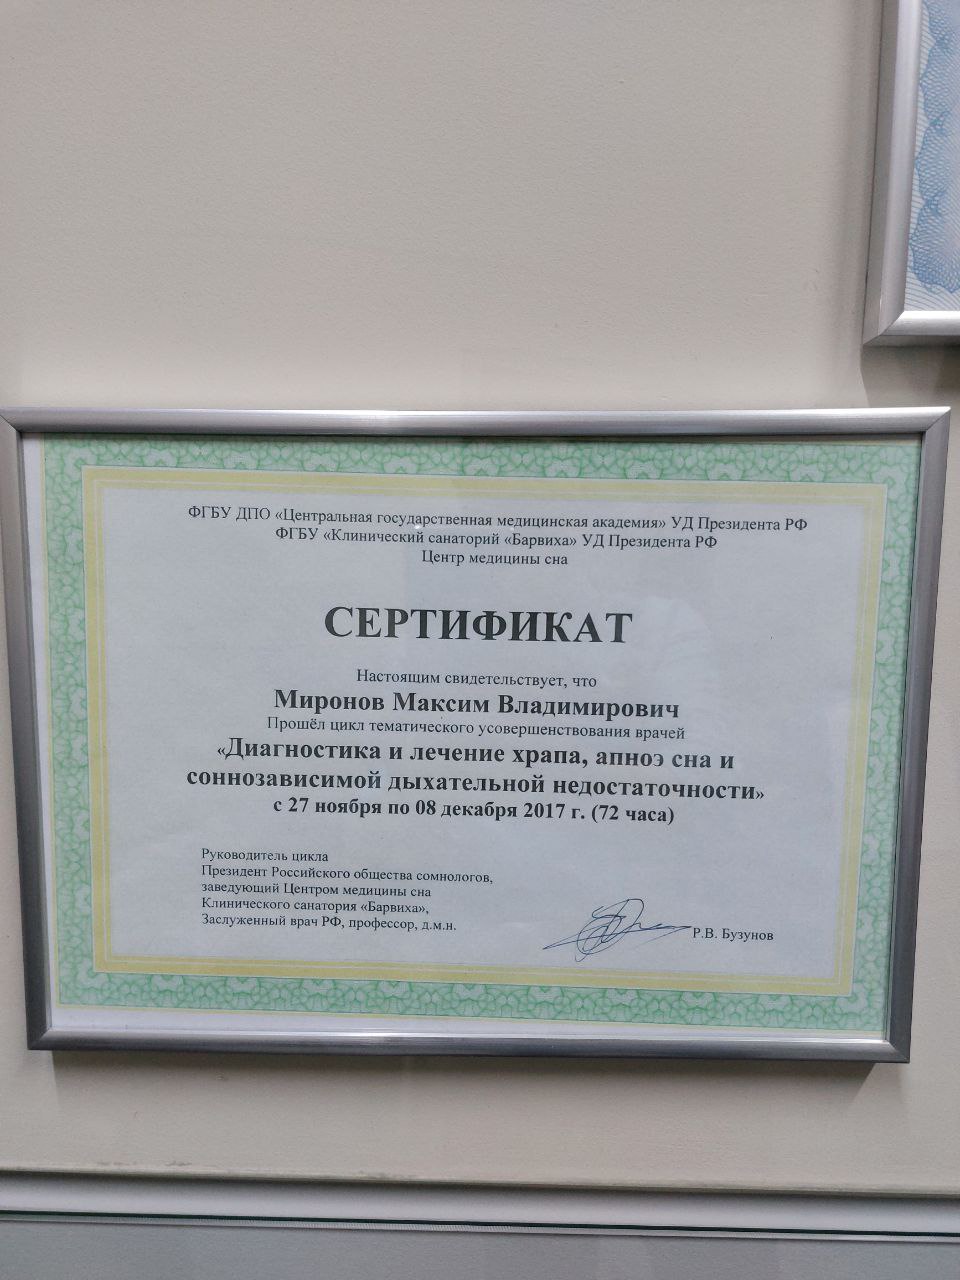 ФГБУ ДПО «Центральная государственная медицинская академия» УД Президента РФ
ФГБУ «Клинический санаторий «Барвиха» УД Президента РФ
Центр медицины сна
СЕРТИФИКАТ
Настоящим свидетельствует, что
Миронов Максим Владимирович
Прошёл цикл тематического усовершенствования врачей
«Диагностика и лечение храпа, апноэ сна и
соннозависимой дыхательной недостаточности»
с 27 ноября по 08 декабря 2017 г. (72 часа)
Руководитель цикла
Президент Российского общества сомнологов,
заведующий Центром медицины сна
Клинического санатория «Барвиха»,
Заслуженный врач РФ, профессор, д.м.н.
Р.В. Бузунов